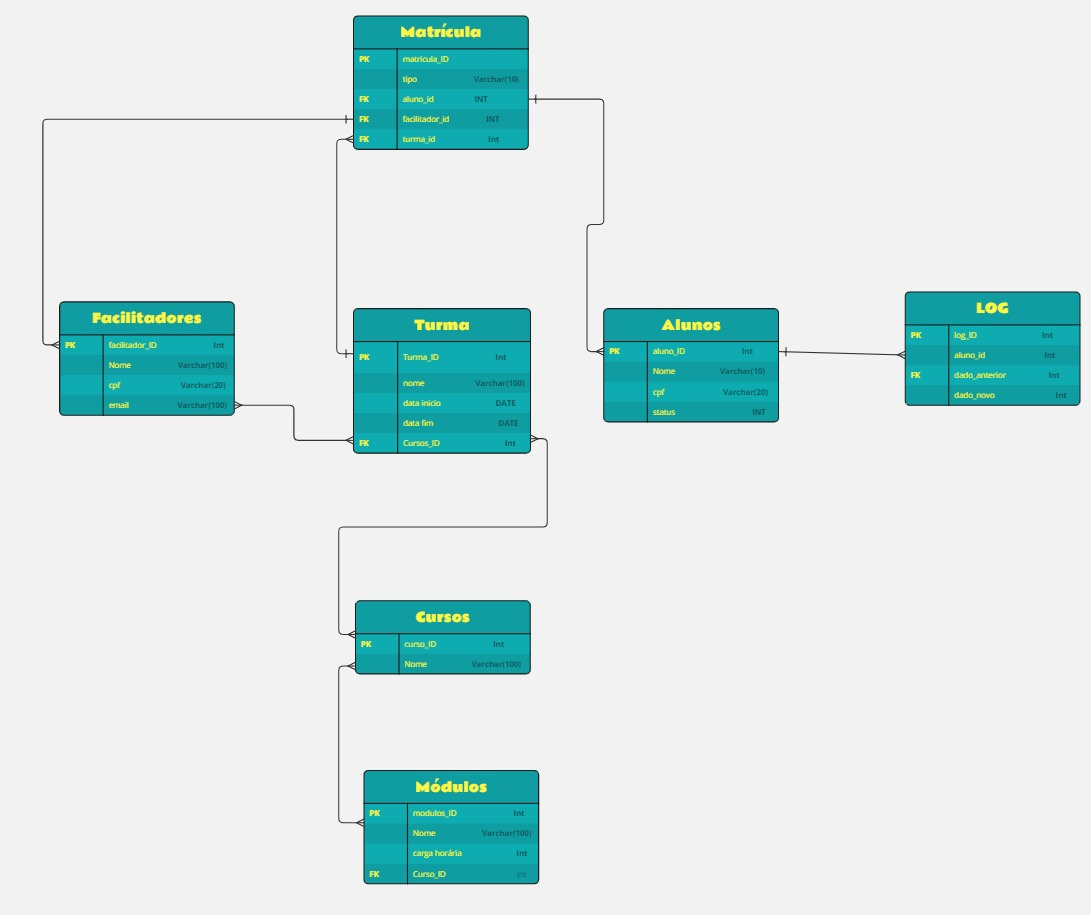 Matrícula
PK matricula_ID
tipo Varchar(10)
FK aluno_id INT
FK facilitador_id INT
FK turma_id Int
Facilitadores
PK facilitador_ID Int
Nome Varchar(100)
cpf Varchar(20)
email Varchar(100)
Turma
PK Turma_ID Int
nome Varchar(100)
data inicio DATE
data fim DATE
FK Cursos_ID Int
Alunos
PK aluno_ID Int
Nome Varchar(10)
cpf Varchar(20)
status INT
LOG
PK log_ID Int
aluno_id Int
FK dado_anterior Int
dado_novo Int
Cursos
PK curso_ID Int
Nome Varchar(100)
Módulos
PK modulos_ID Int
Nome Varchar(100)
carga horária Int
FK Curso_ID Int